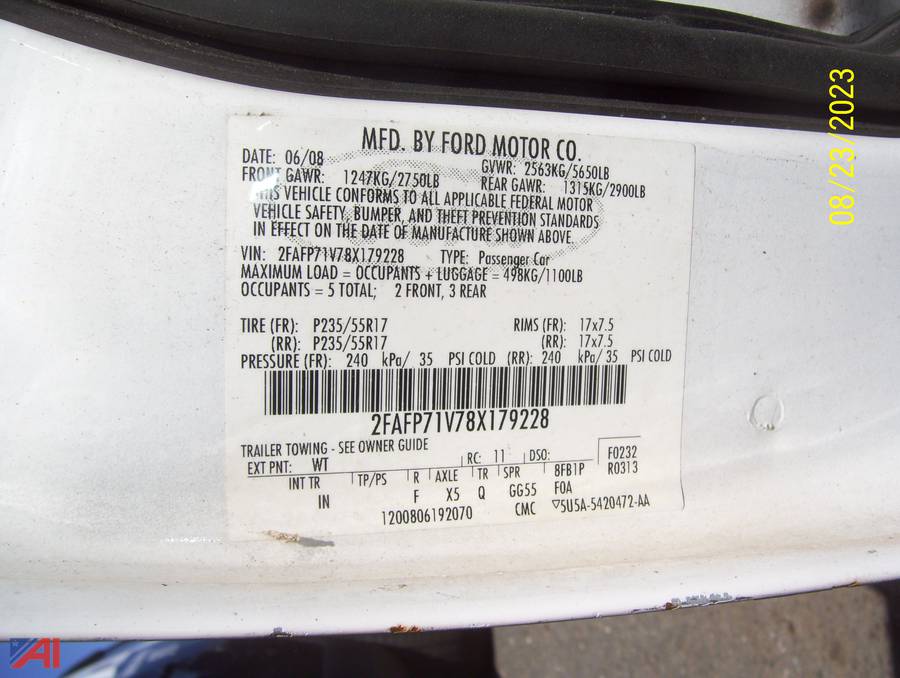 MFD. BY FORD MOTOR CO.
DATE: 06/08 GVWR: 2563KG/5650LB
FRONT GAWR: 1247KG/2750LB REAR GAWR: 1315KG/2900LB
THIS VEHICLE CONFORMS TO ALL APPLICABLE FEDERAL MOTOR
VEHICLE SAFETY, BUMPER, AND THEFT PREVENTION STANDARDS
IN EFFECT ON THE DATE OF MANUFACTURE SHOWN ABOVE.
VIN: 2FAFP71V78X179228 TYPE: Passenger Car
MAXIMUM LOAD = OCCUPANTS + LUGGAGE = 498KG/1100LB
OCCUPANTS = 5 TOTAL; 2 FRONT, 3 REAR
TIRE (FR): P235/55R17 RIMS (FR): 17x7.5
(RR): P235/55R17 (RR): 17x7.5
PRESSURE (FR): 240 kPa/ 35 PSI COLD (RR): 240 kPa/35 PSI COLD
2FAFP71V78X179228
TRAILER TOWING - SEE OWNER GUIDE
EXT PNT: WT RC: 11 DSO: F0232
INT TR TP/PS R AXLE TR SPR 8FB1P R0313
IN F X5 Q GG55 F0A
1200806192070 CMC ▽5U5A-5420472-AA
08/23/2023
AI